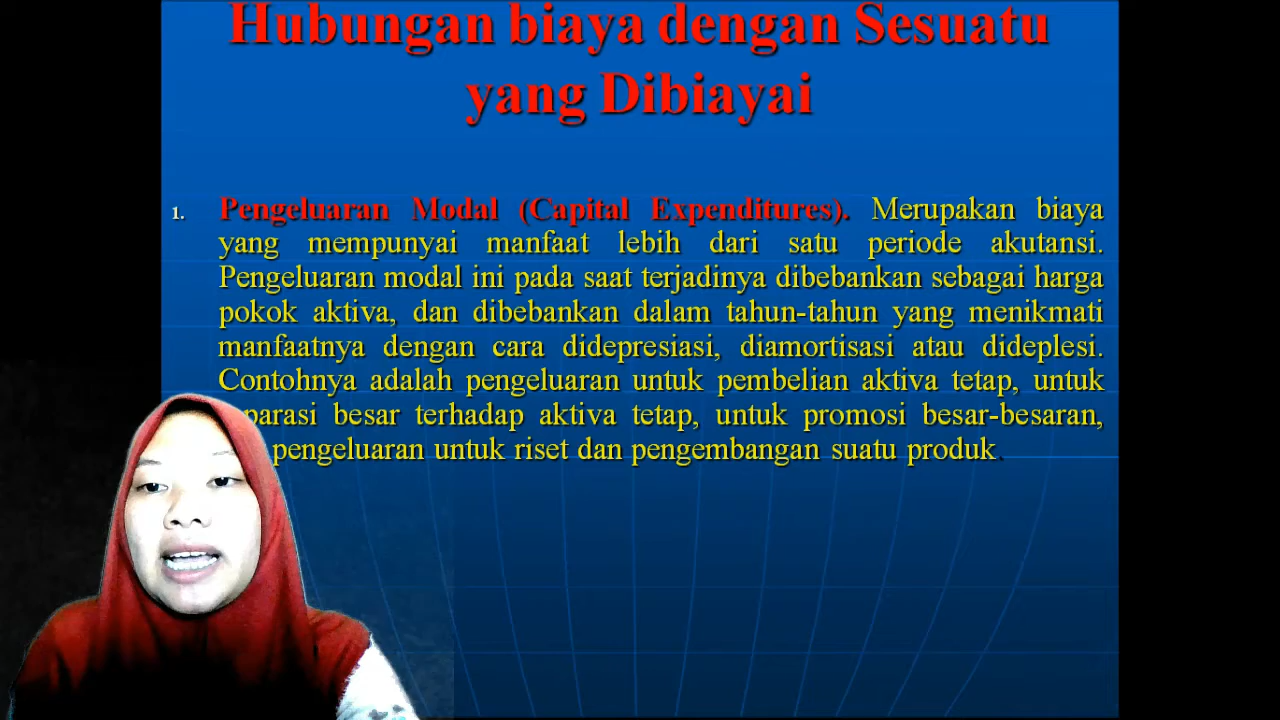 Hubungan biaya dengan Sesuatu
yang Dibiayai
1. Pengeluaran Modal (Capital Expenditures). Merupakan biaya
yang mempunyai manfaat lebih dari satu periode akutansi.
Pengeluaran modal ini pada saat terjadinya dibebankan sebagai harga
pokok aktiva, dan dibebankan dalam tahun-tahun yang menikmati
manfaatnya dengan cara didepresiasi, diamortisasi atau dideplesi.
Contohnya adalah pengeluaran untuk pembelian aktiva tetap, untuk
besar terhadap aktiva tetap, untuk promosi besar-besaran,
pengeluaran untuk riset dan pengembangan suatu produk.